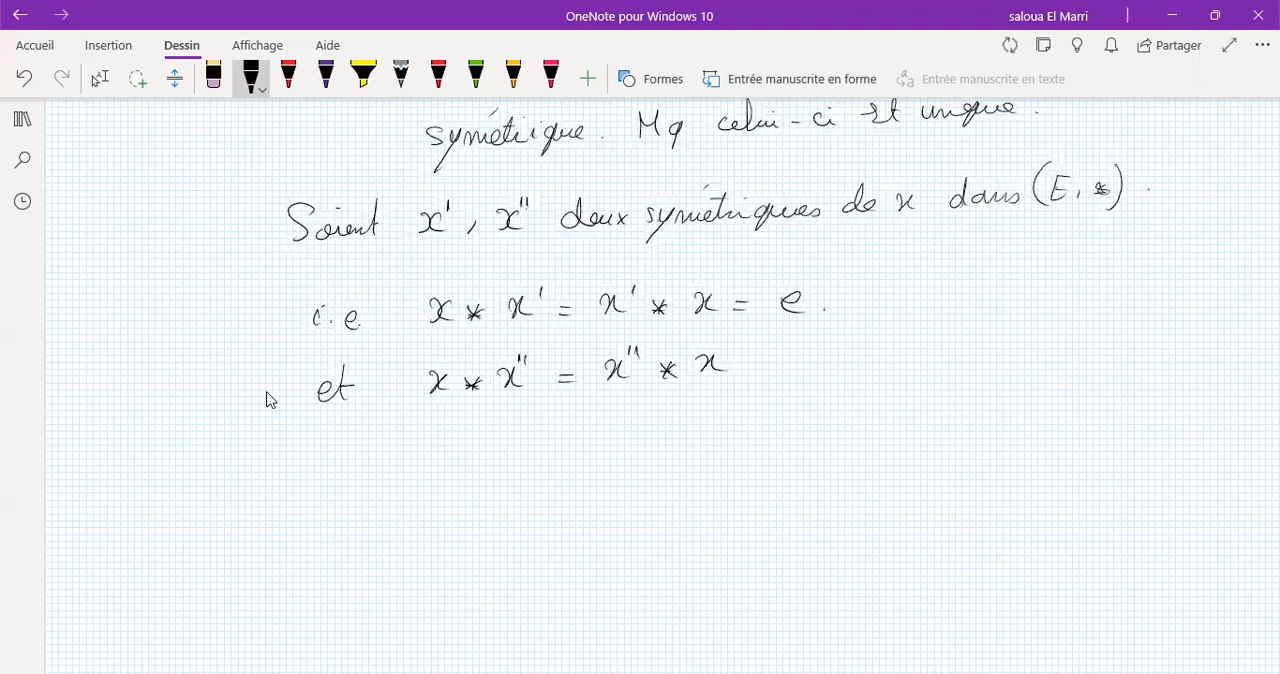 OneNote pour Windows 10
saloua El Marri
Accueil Insertion Dessin Affichage Aide Partager
Formes Entrée manuscrite en forme Entrée manuscrite en texte
symétrique. Mq celui-ci est unique.
Soient x', x'' deux symétriques de x dans (E, *).
i.e. x * x' = x' * x = e.
et x * x'' = x'' * x